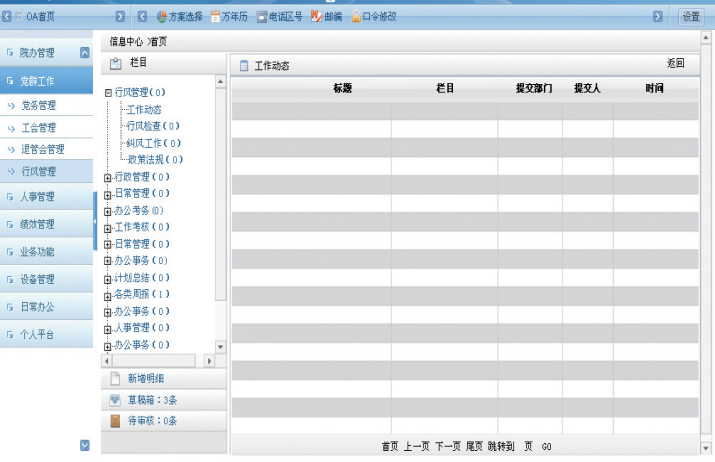 OA首页 方案选择 万年历 电话区号 邮编 口令修改 设置
院办管理
党群工作
党务管理
工会管理
退管会管理
行风管理
人事管理
绩效管理
业务功能
设备管理
日常办公
个人平台
信息中心 >首页
栏目
行风管理(0)
工作动态
行风检查(0)
纠风工作(0)
政策法规(0)
行政管理(0)
日常管理(0)
办公考务(0)
工作考核(0)
日常管理(0)
办公事务(0)
计划总结(0)
各类周报(1)
办公事务(0)
人事管理(0)
办公事务(0)
新增明细
草稿箱：3条
待审核：0条
工作动态 返回
标题 栏目 提交部门 提交人 时间
首页 上一页 下一页 尾页 跳转到 页 GO